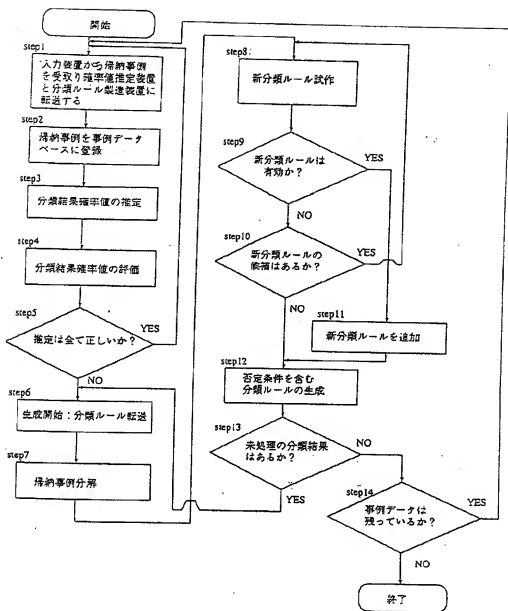 開始
step1
入力装置から帰納事例
を受取り確率値推定装置
と分類ルール製造装置に
転送する
step2
帰納事例を事例データ
ベースに登録
step3
分類結果確率値の推定
step4
分類結果確率値の評価
step5
推定は全て正しいか？
YES
NO
step6
生成開始：分類ルール転送
step7
帰納事例分解
step8
新分類ルール試作
step9
新分類ルールは
有効か？
YES
NO
step10
新分類ルールの
候補はあるか？
YES
NO
step11
新分類ルールを追加
step12
否定条件を含む
分類ルールの生成
step13
未処理の分類結果
はあるか？
NO
YES
step14
事例データは
残っているか？
YES
NO
終了